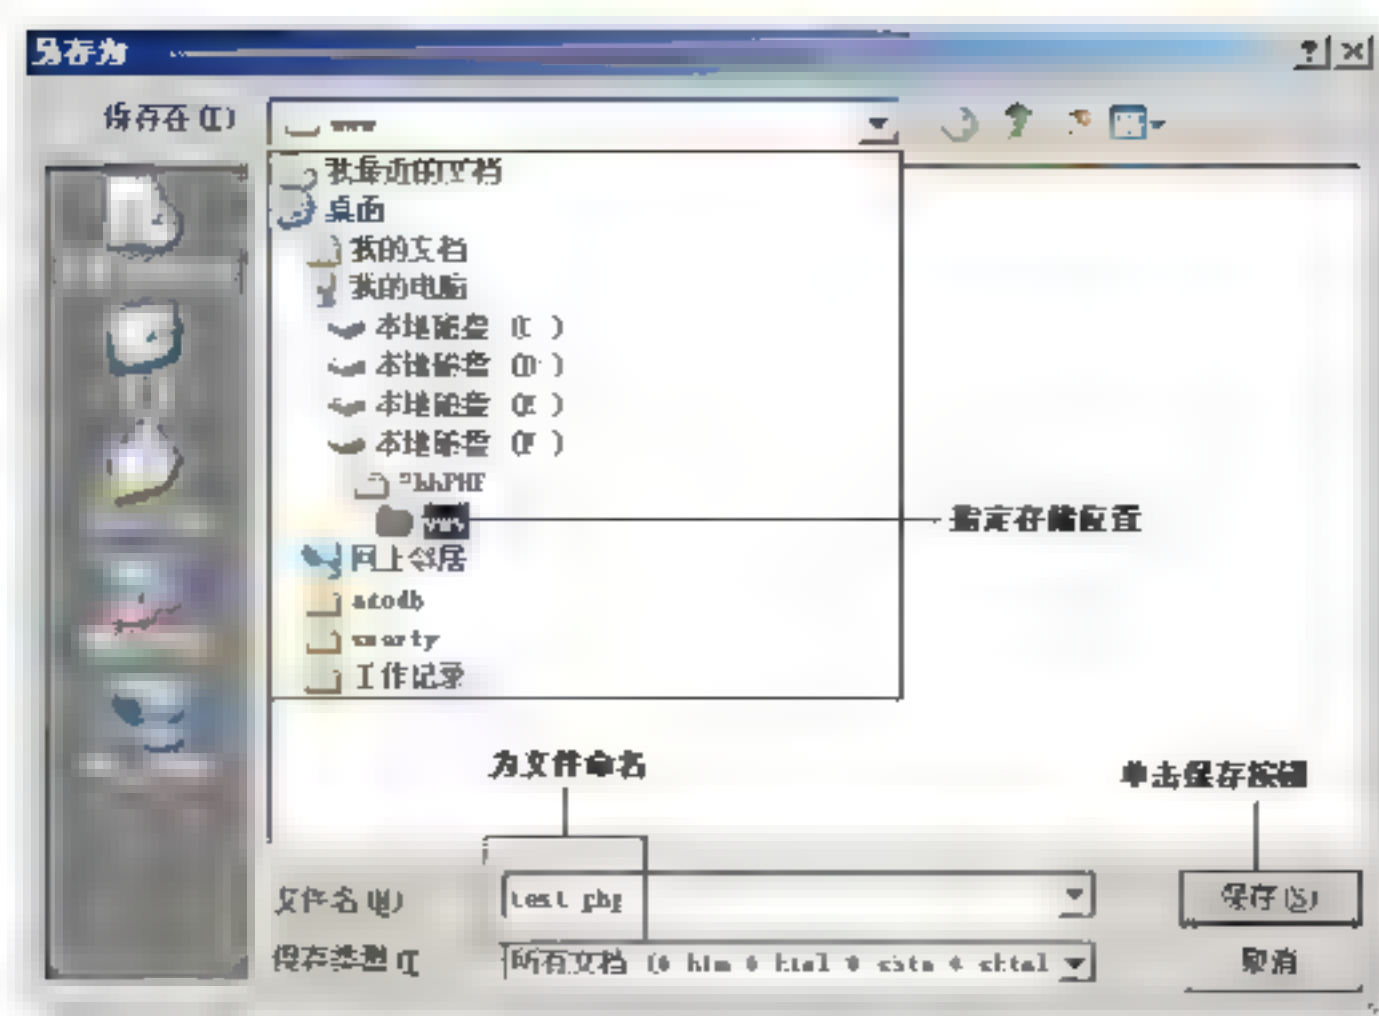 另存为
保存在(I)
www
我最近的文档
桌面
我的文档
我的电脑
本地磁盘 (C )
本地磁盘 (D )
本地磁盘 (E )
本地磁盘 (F )
www
指定存储位置
网上邻居
smarty
工作记录
为文件命名
单击保存按钮
文件名(N)
test php
保存(S)
保存类型(T
所有文档
取消